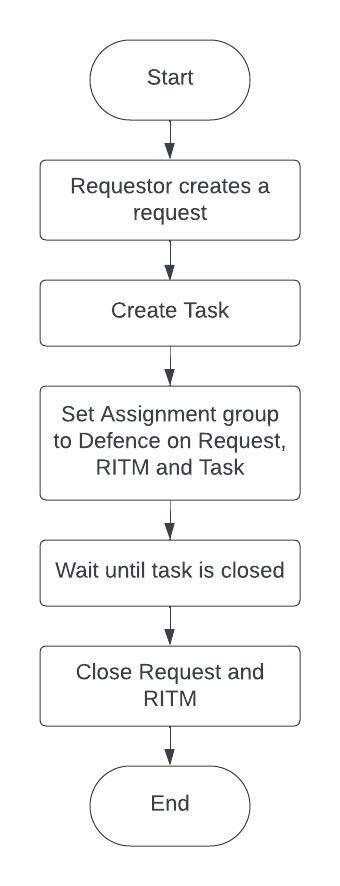 Start
Requestor creates a
request
Create Task
Set Assignment group
to Defence on Request,
RITM and Task
Wait until task is closed
Close Request and
RITM
End